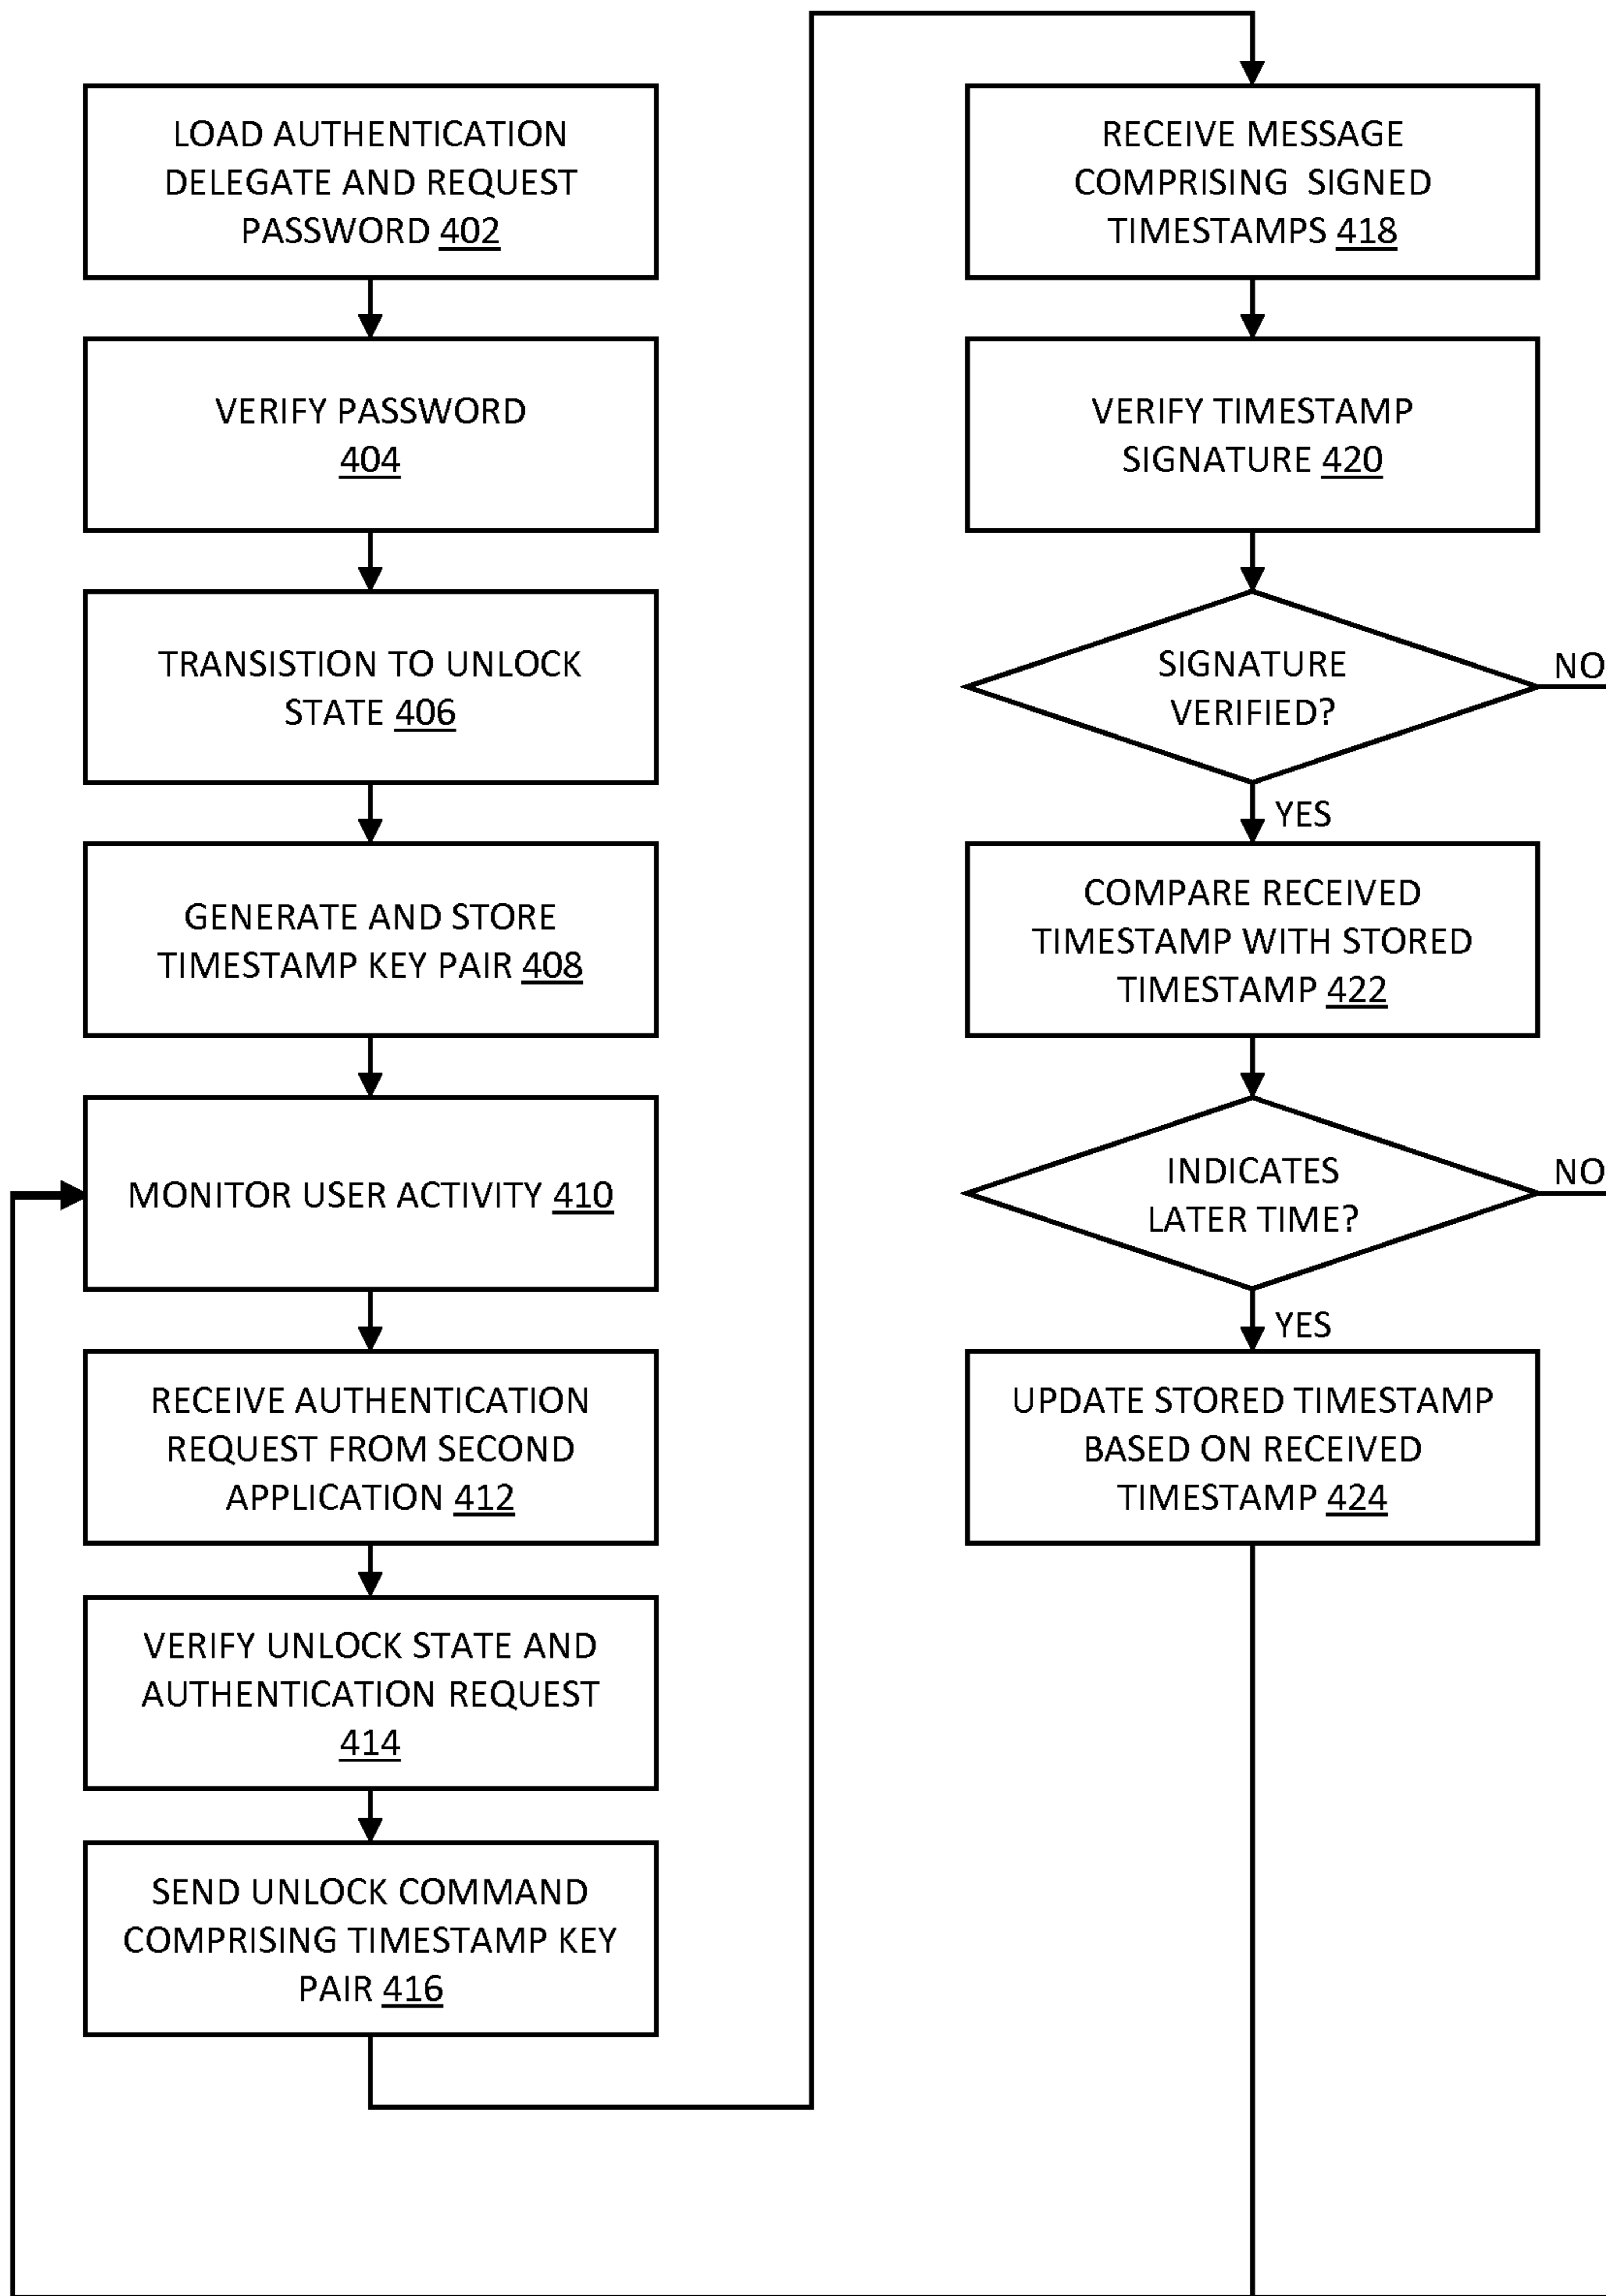 LOAD AUTHENTICATION
DELEGATE AND REQUEST
PASSWORD 402
VERIFY PASSWORD
404
TRANSISTION TO UNLOCK
STATE 406
GENERATE AND STORE
TIMESTAMP KEY PAIR 408
MONITOR USER ACTIVITY 410
RECEIVE AUTHENTICATION
REQUEST FROM SECOND
APPLICATION 412
VERIFY UNLOCK STATE AND
AUTHENTICATION REQUEST
414
SEND UNLOCK COMMAND
COMPRISING TIMESTAMP KEY
PAIR 416
RECEIVE MESSAGE
COMPRISING SIGNED
TIMESTAMPS 418
VERIFY TIMESTAMP
SIGNATURE 420
SIGNATURE
VERIFIED?
NO
YES
COMPARE RECEIVED
TIMESTAMP WITH STORED
TIMESTAMP 422
INDICATES
LATER TIME?
NO
YES
UPDATE STORED TIMESTAMP
BASED ON RECEIVED
TIMESTAMP 424